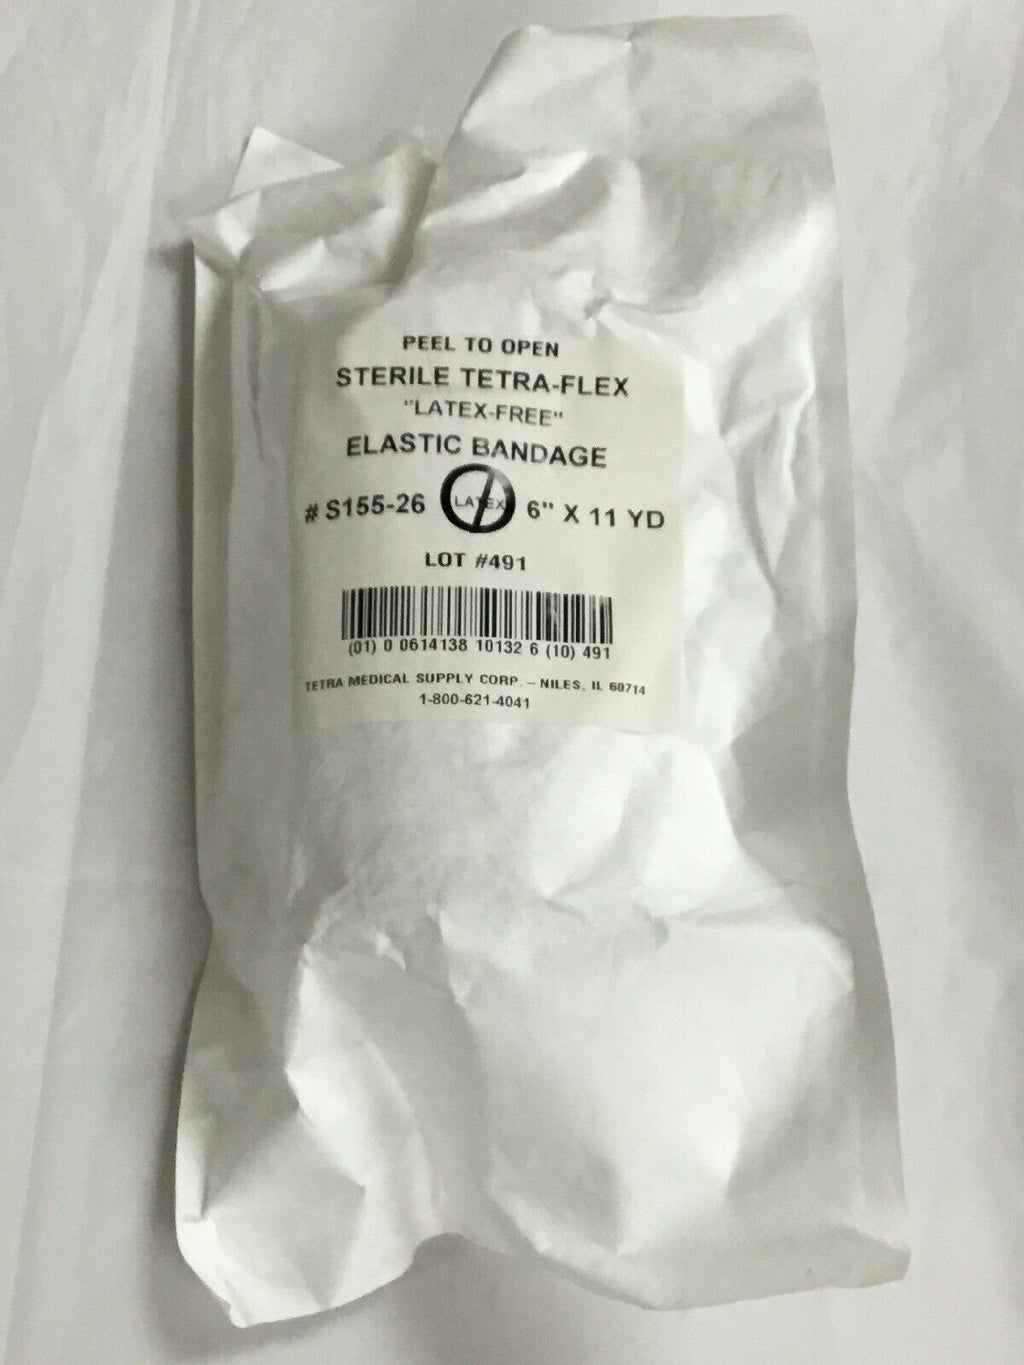 PEEL TO OPEN
STERILE TETRA-FLEX
"LATEX-FREE"
ELASTIC BANDAGE
# S155-26 LATEX 6" X 11 YD
LOT #491
(01) 0 0614138 10132 6 (10) 491
TETRA MEDICAL SUPPLY CORP. – NILES, IL 60714
1-800-621-4041